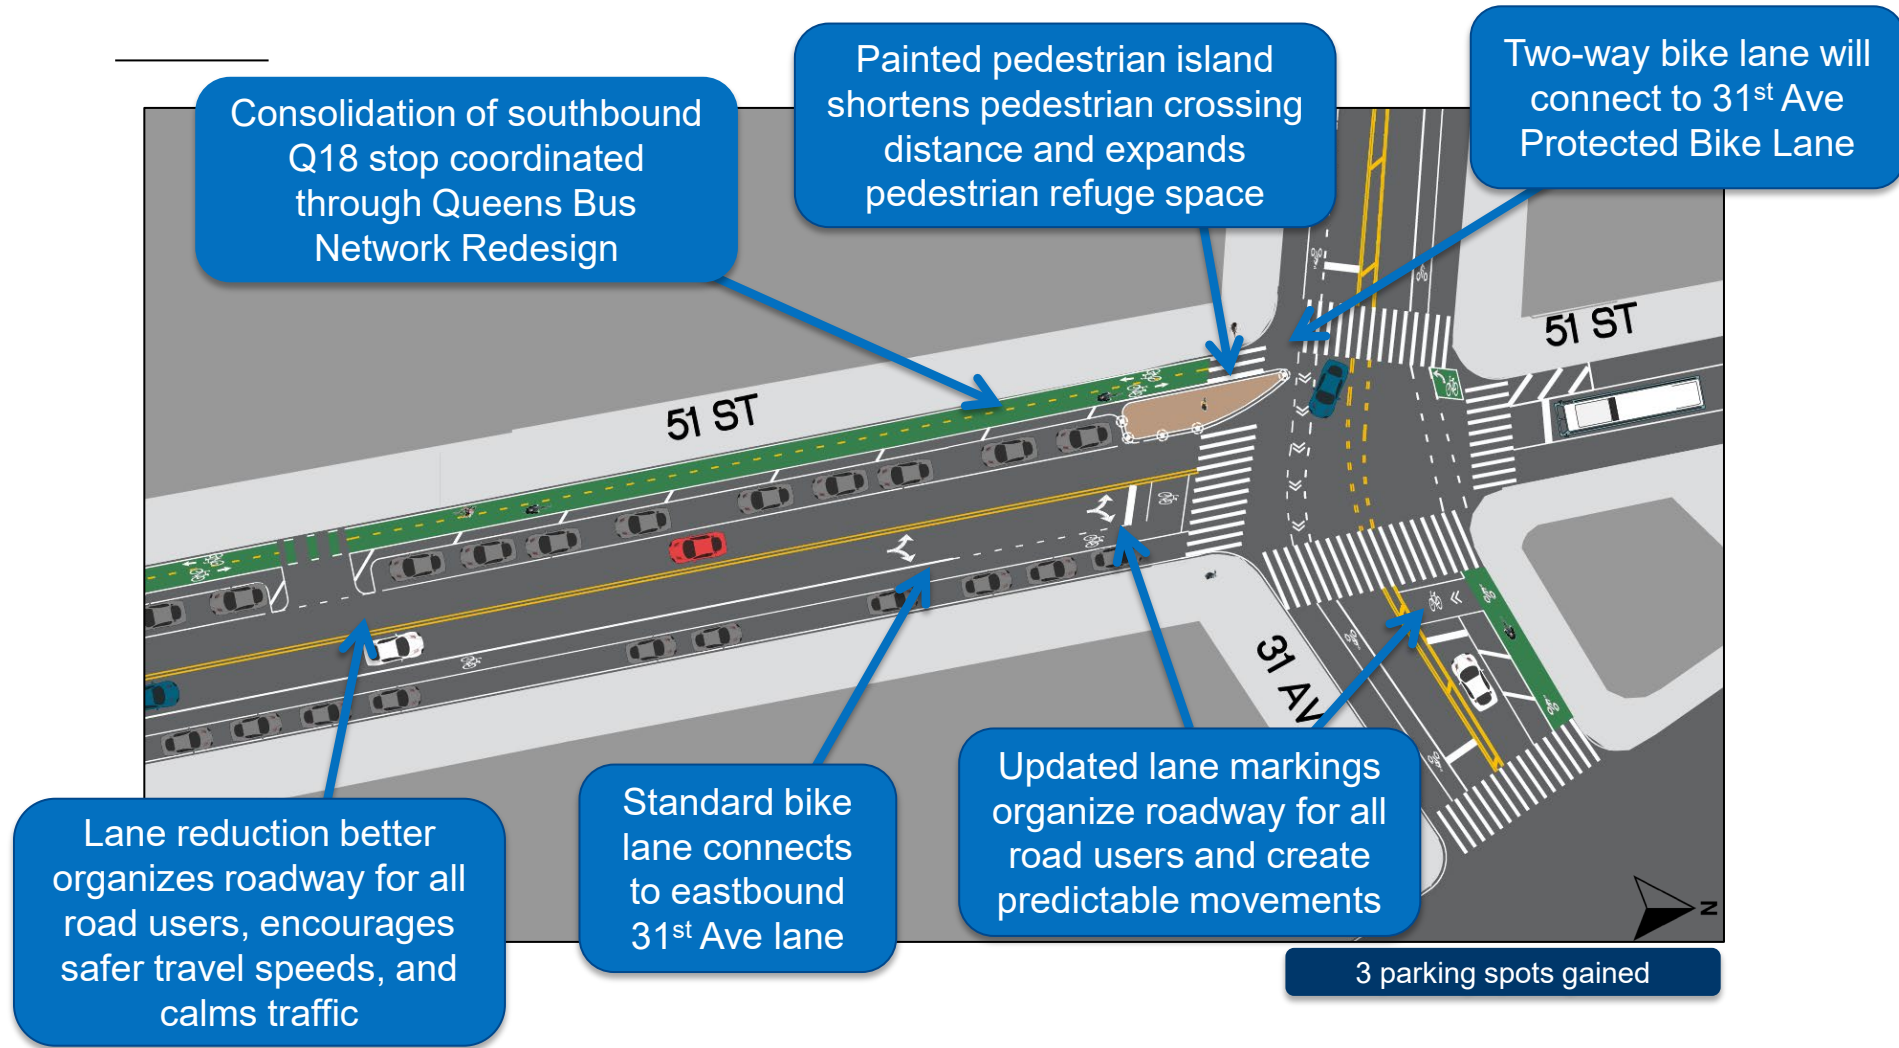 Consolidation of southbound
Q18 stop coordinated
through Queens Bus
Network Redesign
Painted pedestrian island
shortens pedestrian crossing
distance and expands
pedestrian refuge space
Two-way bike lane will
connect to 31st Ave
Protected Bike Lane
51 ST
51 ST
31 AV
Lane reduction better
organizes roadway for all
road users, encourages
safer travel speeds, and
calms traffic
Standard bike
lane connects
to eastbound
31st Ave lane
Updated lane markings
organize roadway for all
road users and create
predictable movements
N
3 parking spots gained